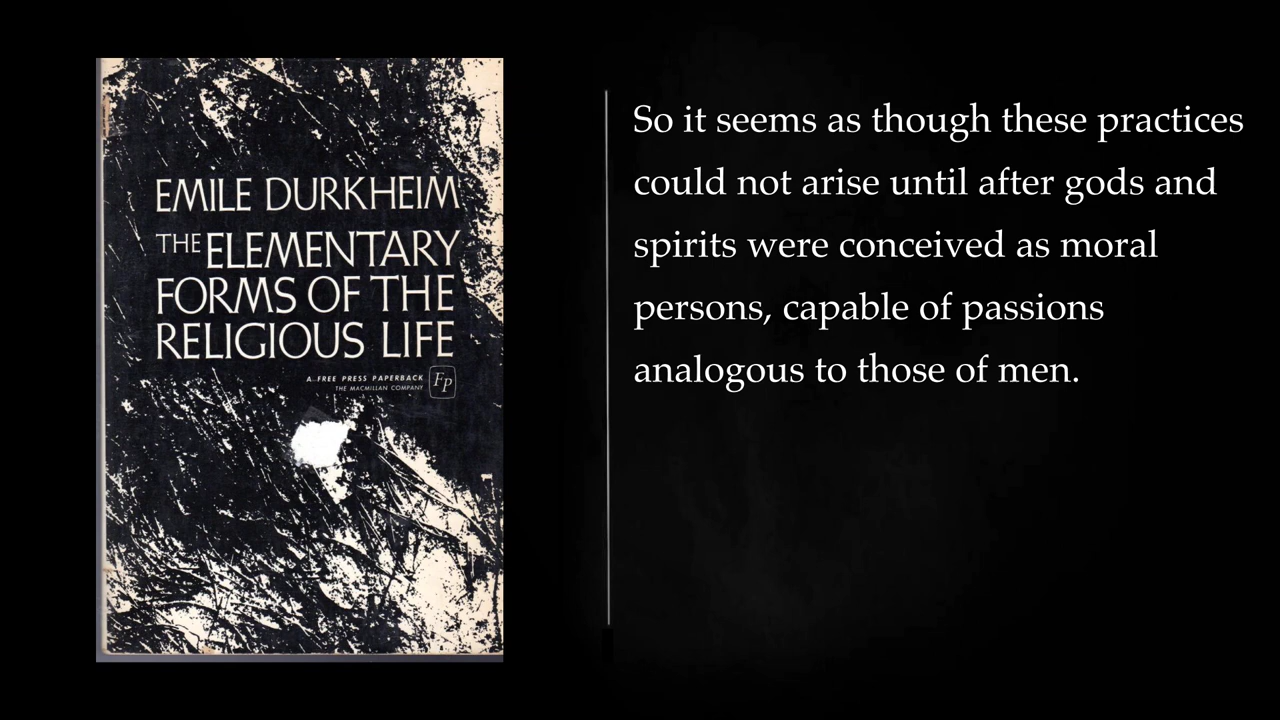 EMILE DURKHEIM
THE ELEMENTARY
FORMS OF THE
RELIGIOUS LIFE
A FREE PRESS PAPERBACK
THE MACMILLAN COMPANY
FP
So it seems as though these practices
could not arise until after gods and
spirits were conceived as moral
persons, capable of passions
analogous to those of men.